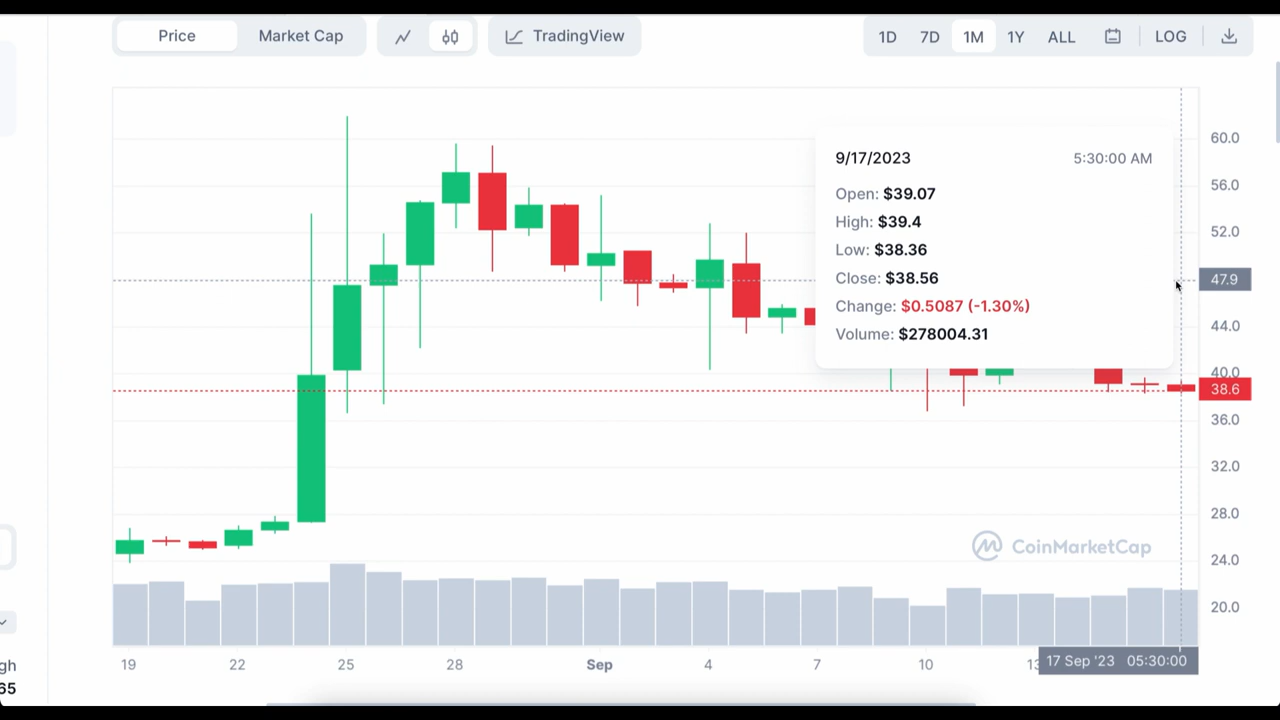 Price Market Cap TradingView 1D 7D 1M 1Y ALL LOG
60.0
9/17/2023 5:30:00 AM
56.0
Open: $39.07
High: $39.4
52.0
Low: $38.36
Close: $38.56
47.9
Change: $0.5087 (-1.30%)
44.0
Volume: $278004.31
40.0
38.6
36.0
32.0
28.0
CoinMarketCap
24.0
20.0
19 22 25 28 Sep 4 7 10 13 17 Sep '23 05:30:00
gh
65